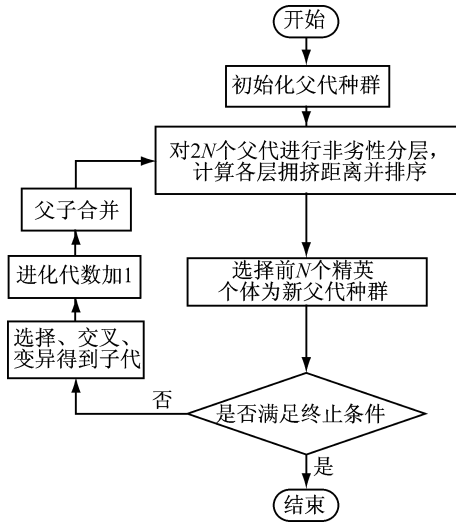 开始
初始化父代种群
对2N个父代进行非劣性分层，
计算各层拥挤距离并排序
父子合并
进化代数加1
选择前N个精英
个体为新父代种群
选择、交叉、
变异得到子代
否
是否满足终止条件
是
结束